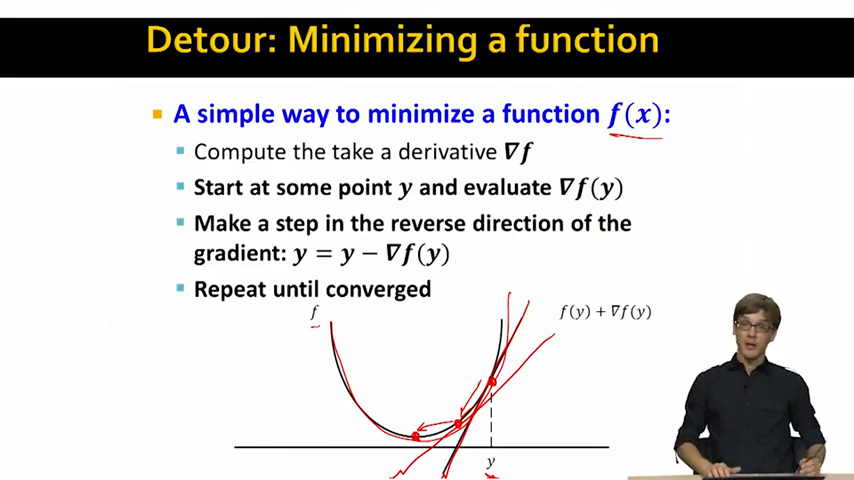 Detour: Minimizing a function
A simple way to minimize a function f(x):
Compute the take a derivative ∇f
Start at some point y and evaluate ∇f(y)
Make a step in the reverse direction of the
gradient: y = y − ∇f(y)
Repeat until converged
f
f(y) + ∇f(y)
y